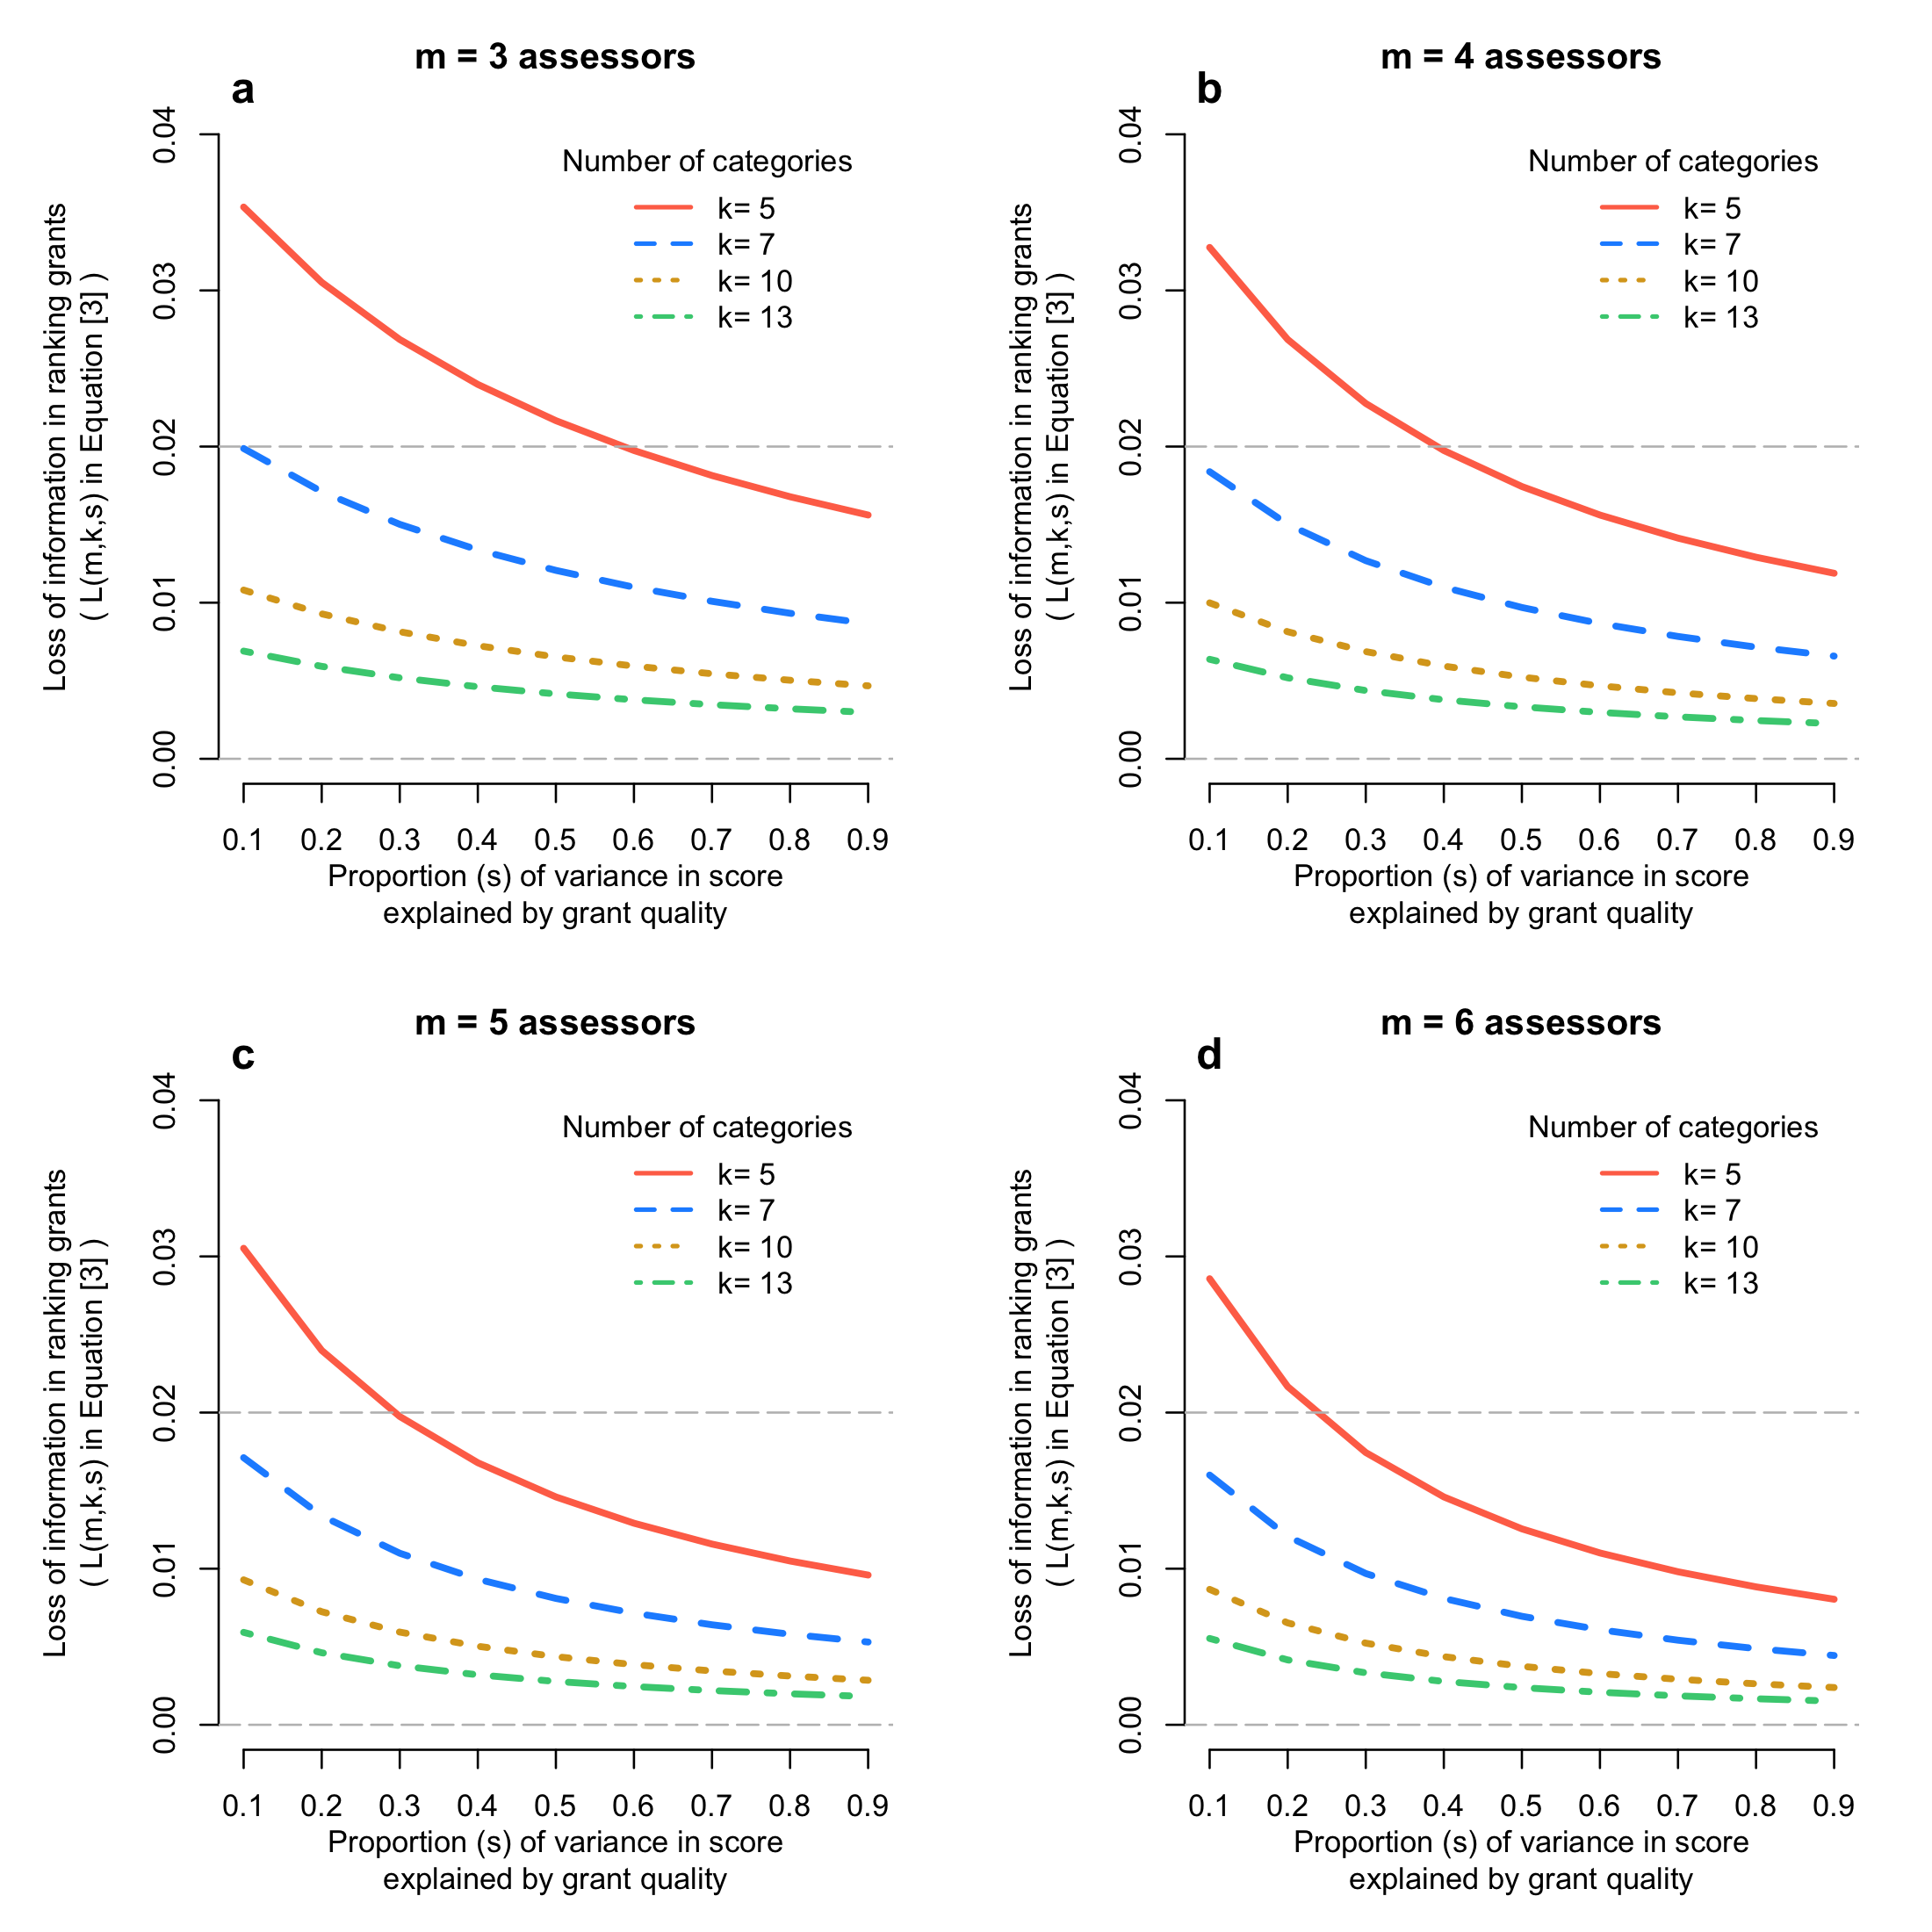 m = 3 assessors
a
Number of categories
k= 5
k= 7
k= 10
k= 13
0.04
0.03
0.02
0.01
0.00
Loss of information in ranking grants
( L(m,k,s) in Equation [3] )
0.1 0.2 0.3 0.4 0.5 0.6 0.7 0.8 0.9
Proportion (s) of variance in score
explained by grant quality
m = 4 assessors
b
Number of categories
k= 5
k= 7
k= 10
k= 13
0.04
0.03
0.02
0.01
0.00
Loss of information in ranking grants
( L(m,k,s) in Equation [3] )
0.1 0.2 0.3 0.4 0.5 0.6 0.7 0.8 0.9
Proportion (s) of variance in score
explained by grant quality
m = 5 assessors
c
Number of categories
k= 5
k= 7
k= 10
k= 13
0.04
0.03
0.02
0.01
0.00
Loss of information in ranking grants
( L(m,k,s) in Equation [3] )
0.1 0.2 0.3 0.4 0.5 0.6 0.7 0.8 0.9
Proportion (s) of variance in score
explained by grant quality
m = 6 assessors
d
Number of categories
k= 5
k= 7
k= 10
k= 13
0.04
0.03
0.02
0.01
0.00
Loss of information in ranking grants
( L(m,k,s) in Equation [3] )
0.1 0.2 0.3 0.4 0.5 0.6 0.7 0.8 0.9
Proportion (s) of variance in score
explained by grant quality